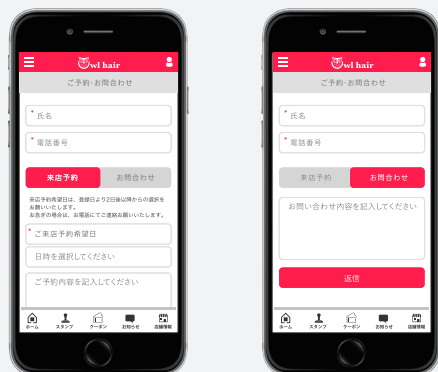 Owl hair
ご予約・お問合わせ
* 氏名
* 電話番号
来店予約
お問合わせ
来店予約希望日は、登録日より2日後以降からの選択を
お願いいたします。
お急ぎの場合は、お電話にてご連絡お願いいたします。
* ご来店予約希望日
日時を選択してください
ご予約内容を記入してください
ホーム スタンプ クーポン お知らせ 店舗情報
Owl hair
ご予約・お問合わせ
* 氏名
* 電話番号
来店予約
お問合わせ
お問い合わせ内容を記入してください
返信
ホーム スタンプ クーポン お知らせ 店舗情報